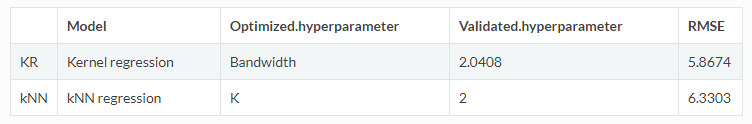 Model Optimized.hyperparameter Validated.hyperparameter RMSE
KR Kernel regression Bandwidth 2.0408 5.8674
kNN kNN regression K 2 6.3303